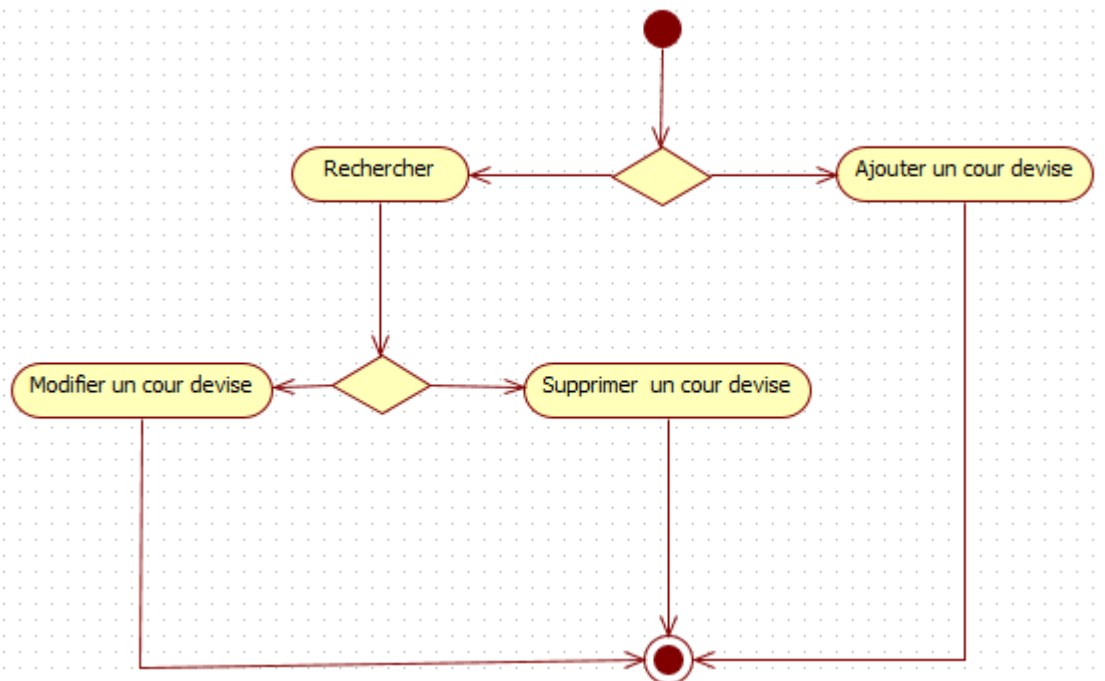 Rechercher
Ajouter un cour devise
Modifier un cour devise
Supprimer  un cour devise